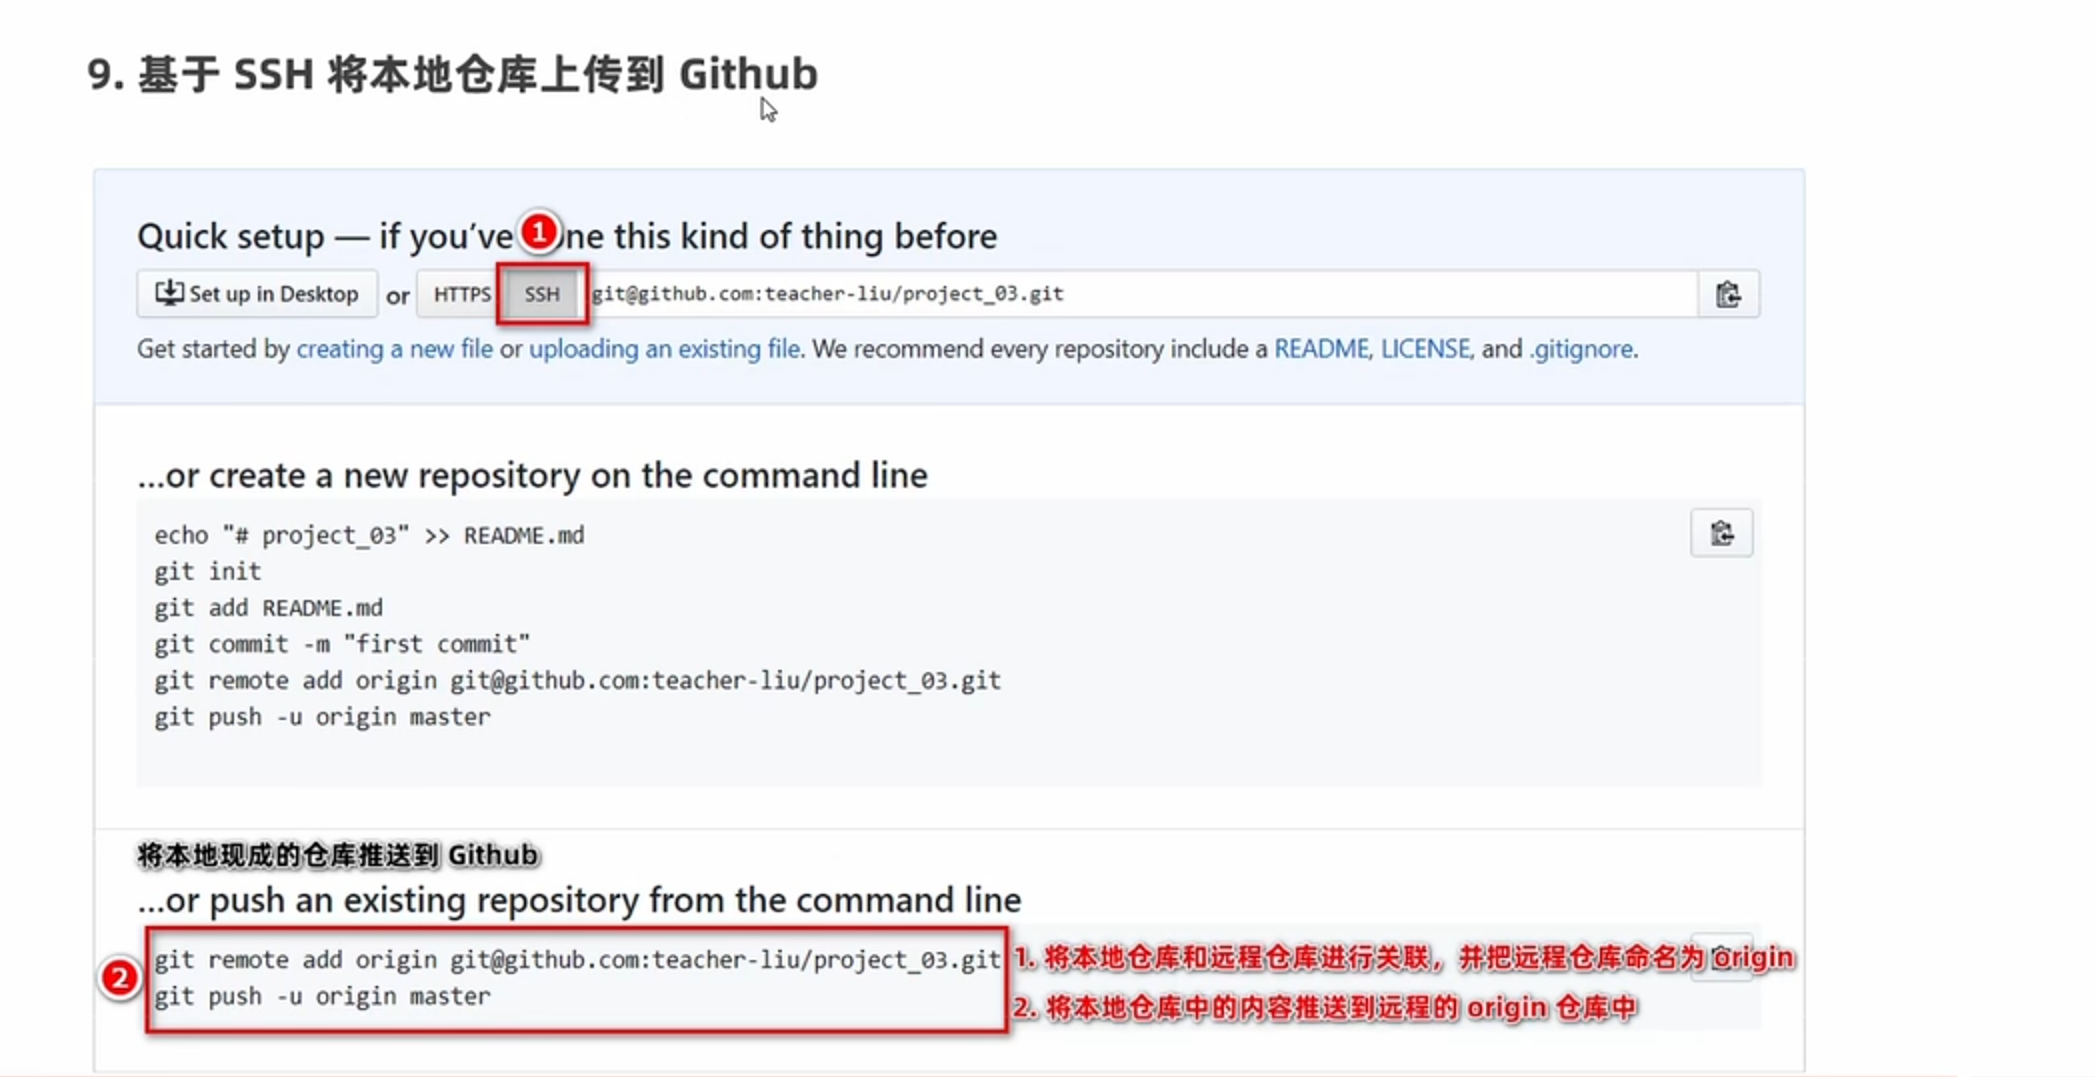 9. 基于 SSH 将本地仓库上传到 Github
Quick setup — if you've ne this kind of thing before
1
Set up in Desktop or HTTPS SSH git@github.com:teacher-liu/project_03.git
Get started by creating a new file or uploading an existing file. We recommend every repository include a README, LICENSE, and .gitignore.
...or create a new repository on the command line
echo "# project_03" >> README.md
git init
git add README.md
git commit -m "first commit"
git remote add origin git@github.com:teacher-liu/project_03.git
git push -u origin master
将本地现成的仓库推送到 Github
...or push an existing repository from the command line
2
git remote add origin git@github.com:teacher-liu/project_03.git
git push -u origin master
1. 将本地仓库和远程仓库进行关联，并把远程仓库命名为 origin
2. 将本地仓库中的内容推送到远程的 origin 仓库中